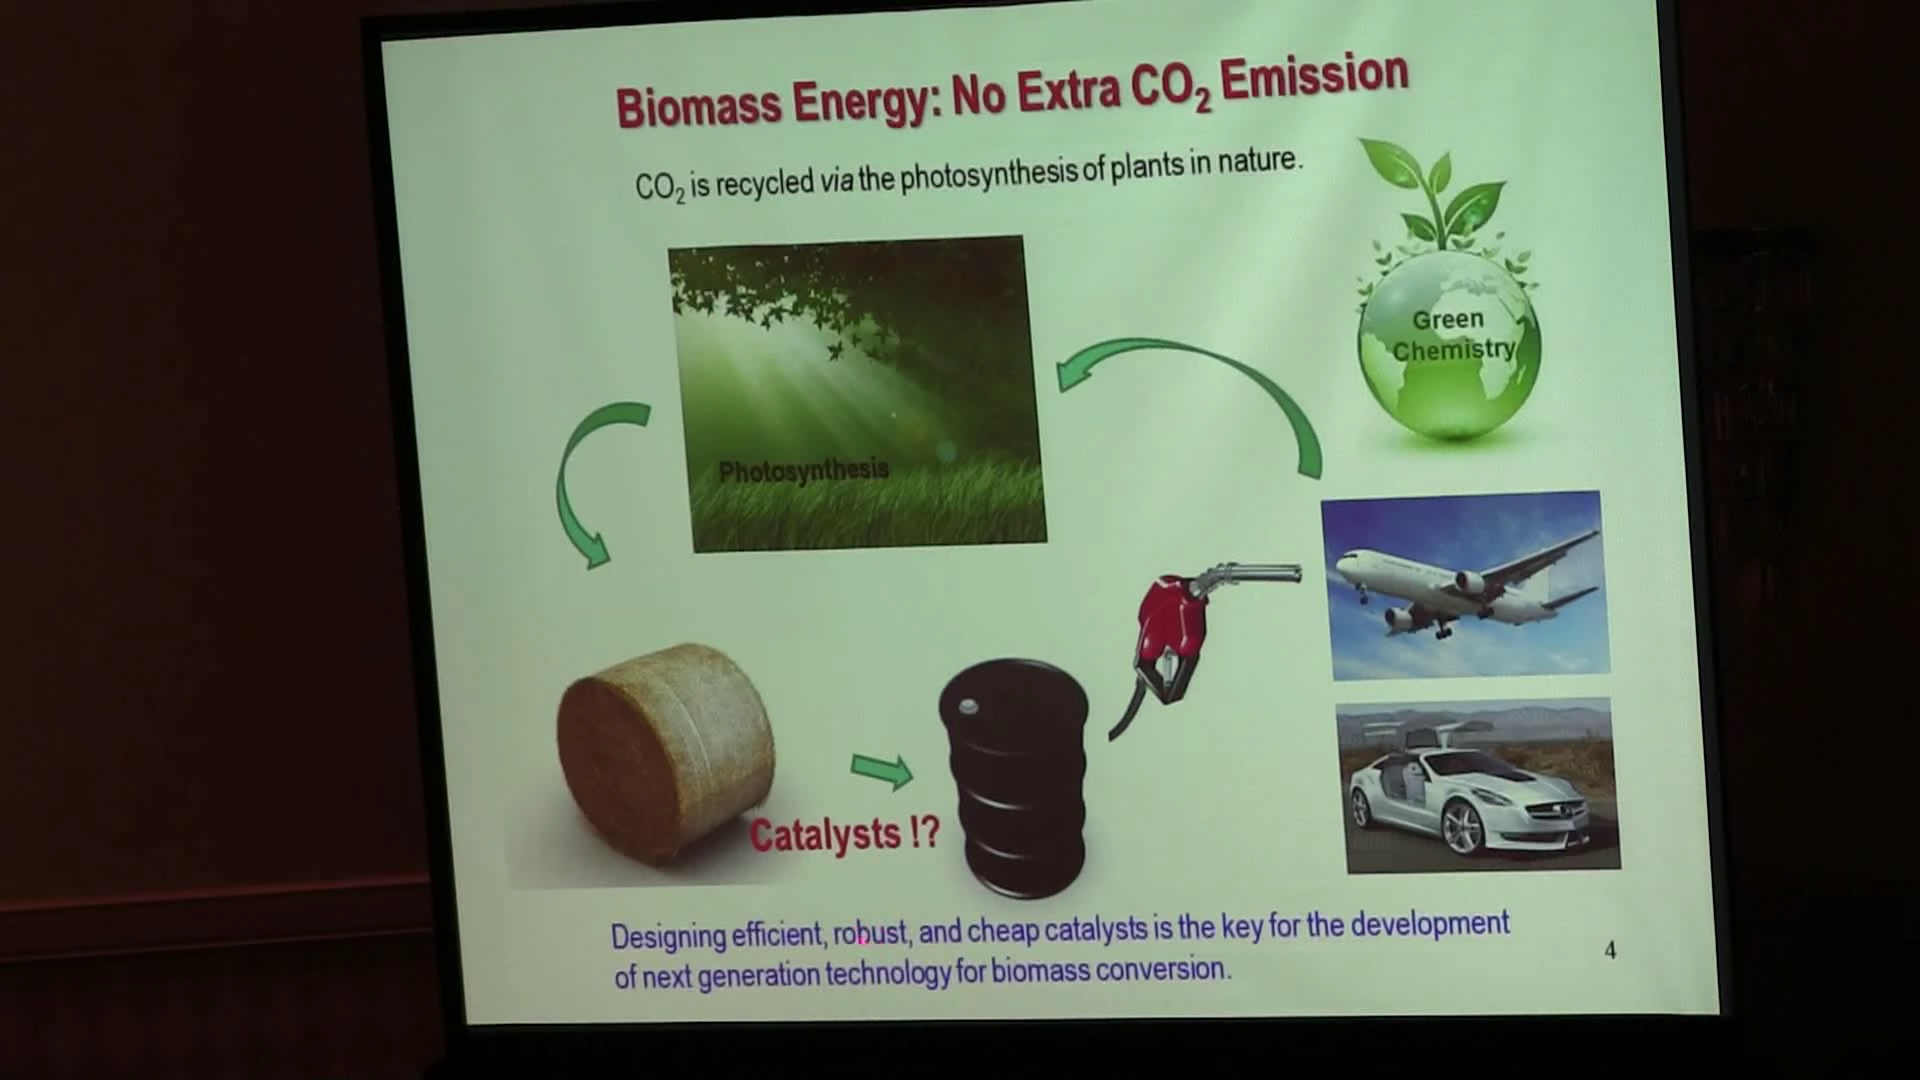 Biomass Energy: No Extra CO₂ Emission
CO₂ is recycled via the photosynthesis of plants in nature.
Green
Chemistry
Photosynthesis
Catalysts !?
Designing efficient, robust, and cheap catalysts is the key for the development
of next generation technology for biomass conversion.
4